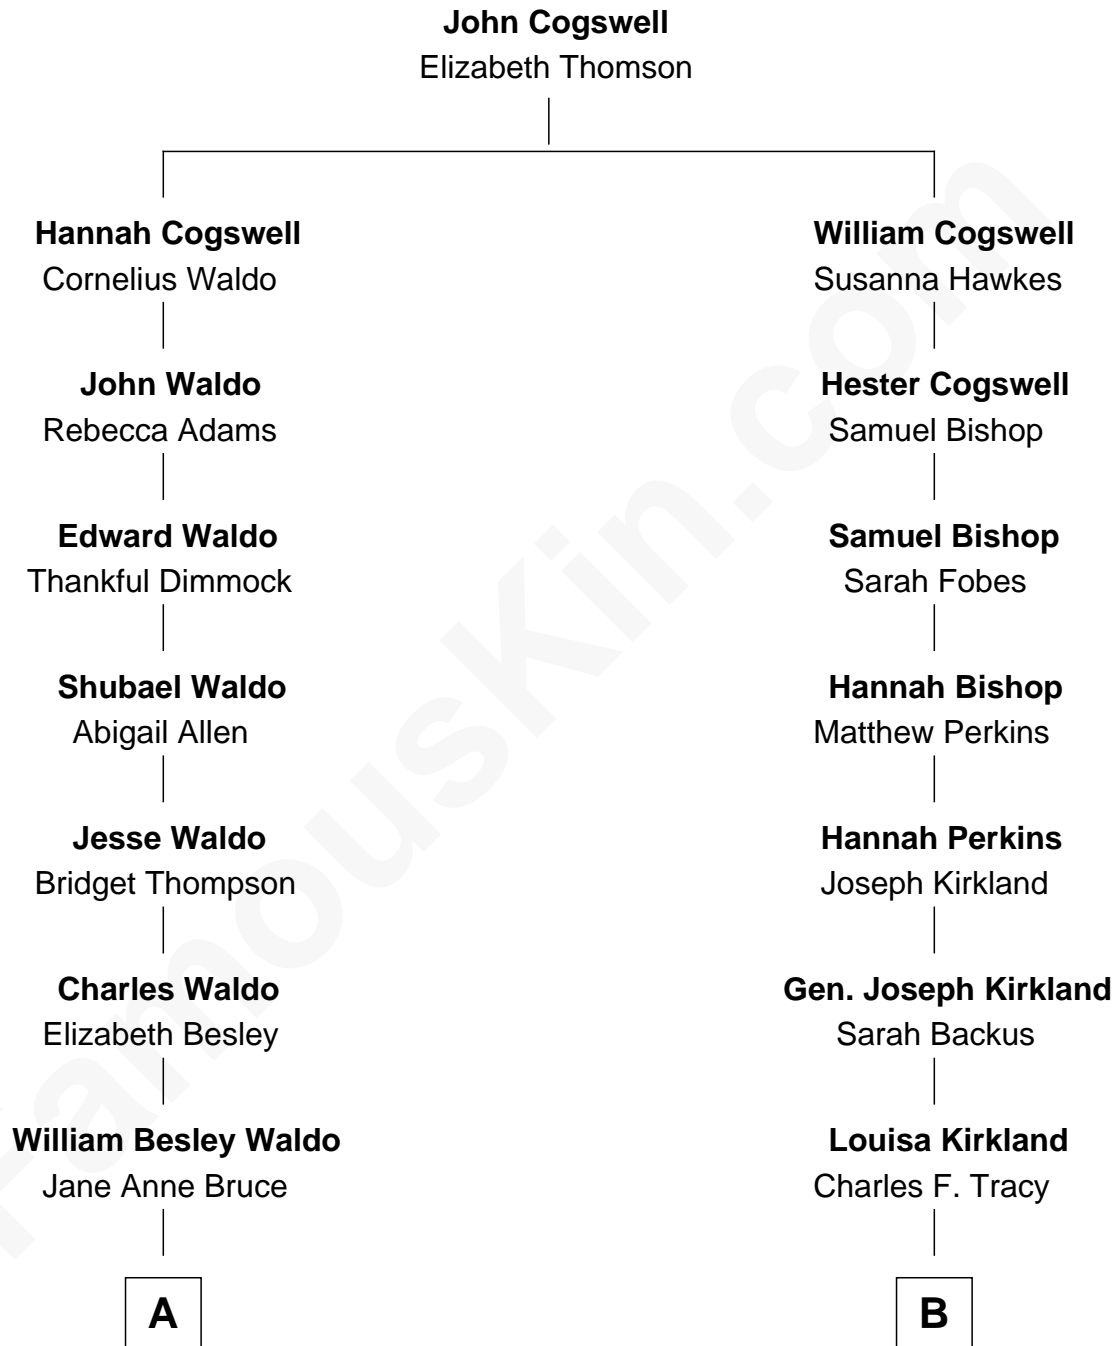 John Cogswell
Elizabeth Thomson
Hannah Cogswell
Cornelius Waldo
William Cogswell
Susanna Hawkes
John Waldo
Rebecca Adams
Hester Cogswell
Samuel Bishop
Edward Waldo
Thankful Dimmock
Samuel Bishop
Sarah Fobes
Shubael Waldo
Abigail Allen
Hannah Bishop
Matthew Perkins
Jesse Waldo
Bridget Thompson
Hannah Perkins
Joseph Kirkland
Charles Waldo
Elizabeth Besley
Gen. Joseph Kirkland
Sarah Backus
William Besley Waldo
Jane Anne Bruce
Louisa Kirkland
Charles F. Tracy
A
B
FamousKin.com